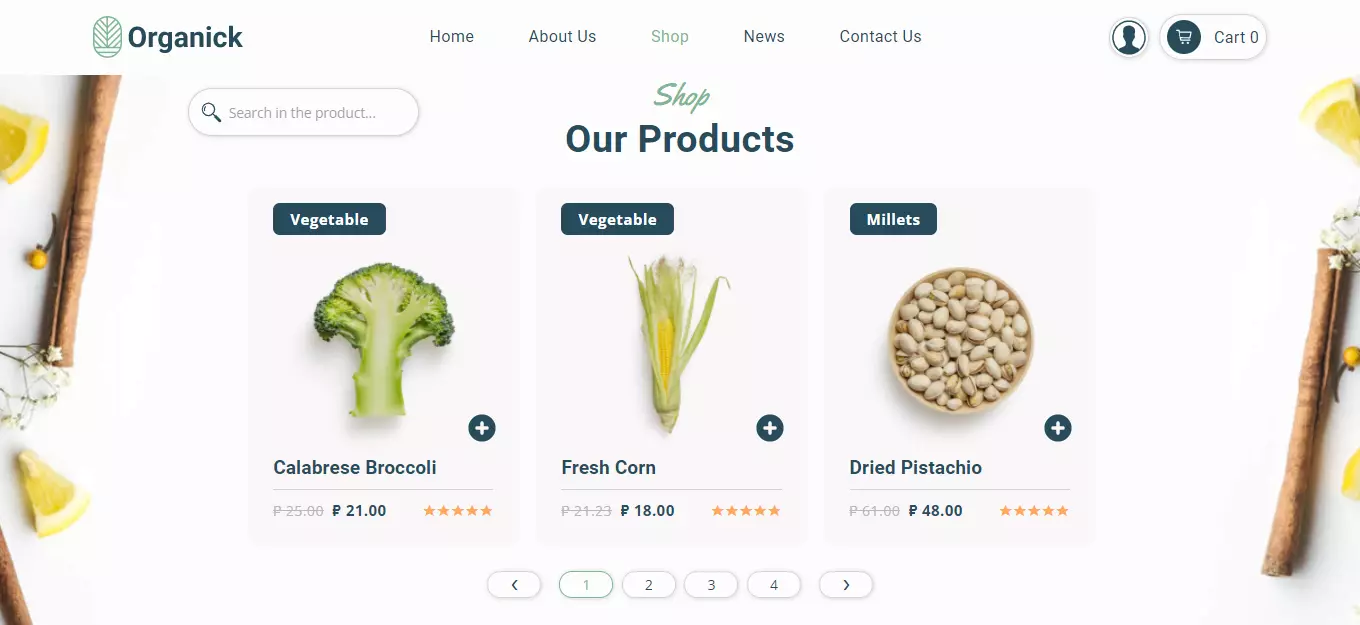 Organick
Home About Us Shop News Contact Us
Cart 0
Search in the product...
Shop
Our Products
Vegetable
Vegetable
Millets
Calabrese Broccoli
Fresh Corn
Dried Pistachio
₽ 25.00 ₽ 21.00
₽ 21.23 ₽ 18.00
₽ 61.00 ₽ 48.00
‹ 1 2 3 4 ›